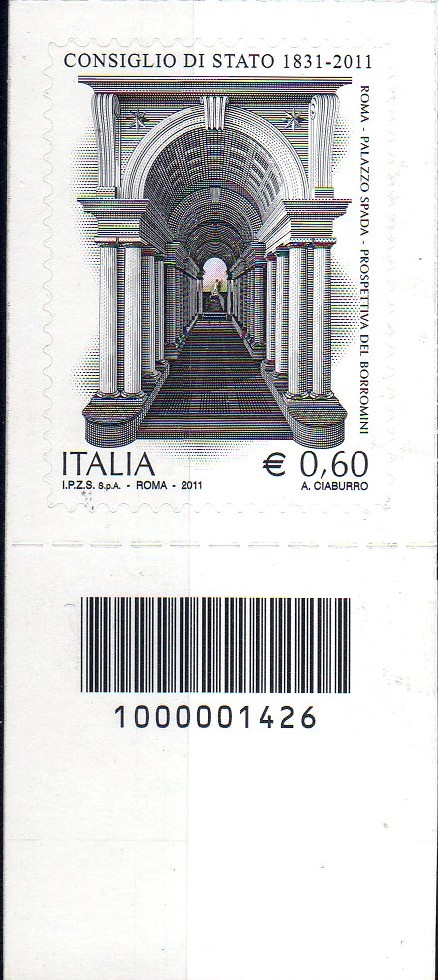 CONSIGLIO DI STATO 1831-2011
ROMA - PALAZZO SPADA - PROSPETTIVA DEL BORROMINI
ITALIA
€ 0,60
I.P.Z.S. S.p.A. - ROMA - 2011
A. CIABURRO
1000001426